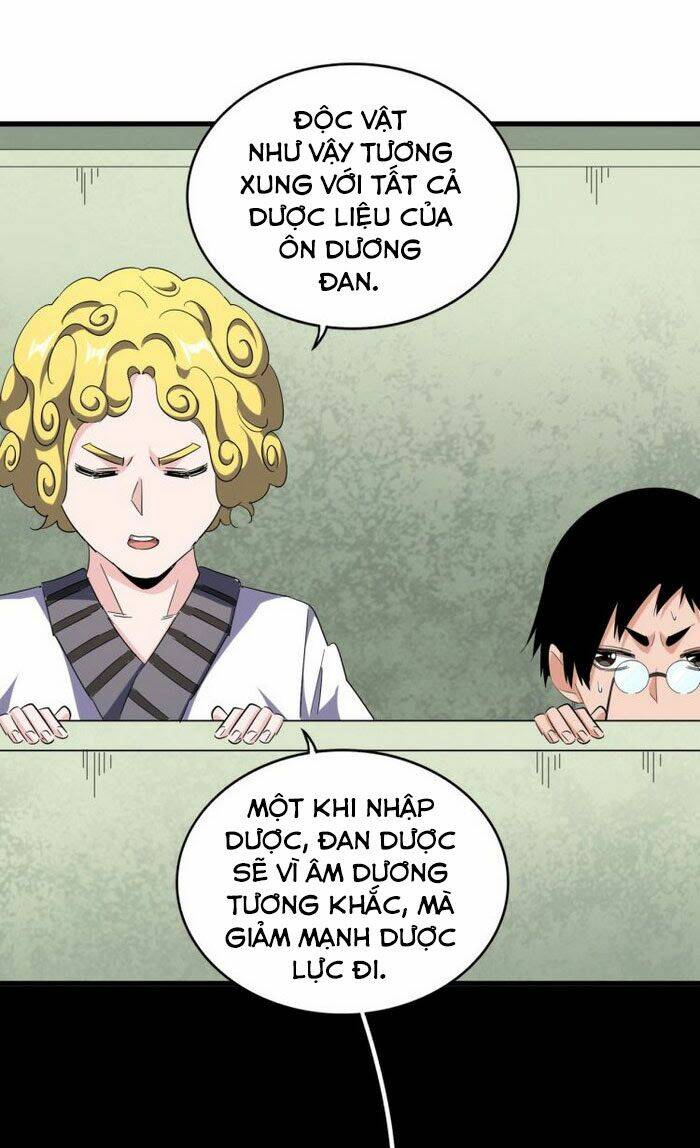 ĐỘC VẬT
NHƯ VẬY TƯƠNG
XUNG VỚI TẤT CẢ
DƯỢC LIỆU CỦA
ÔN DƯƠNG
ĐAN.
MỘT KHI NHẬP
DƯỢC, ĐAN DƯỢC
SẼ VÌ ÂM DƯƠNG
TƯƠNG KHẮC, MÀ
GIẢM MẠNH DƯỢC
LỰC ĐI.